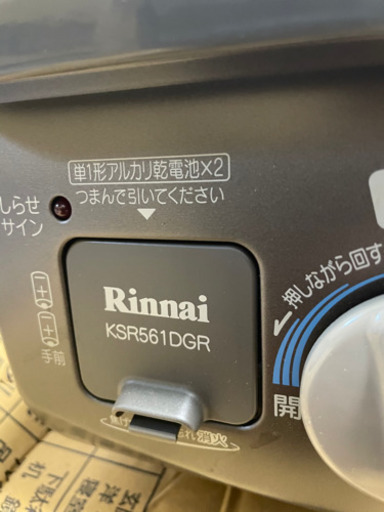 単1形アルカリ乾電池×2
つまんで引いてください
しらせ
サイン
Rinnai
KSR561DGR
手前
押しながら回す
開
消火